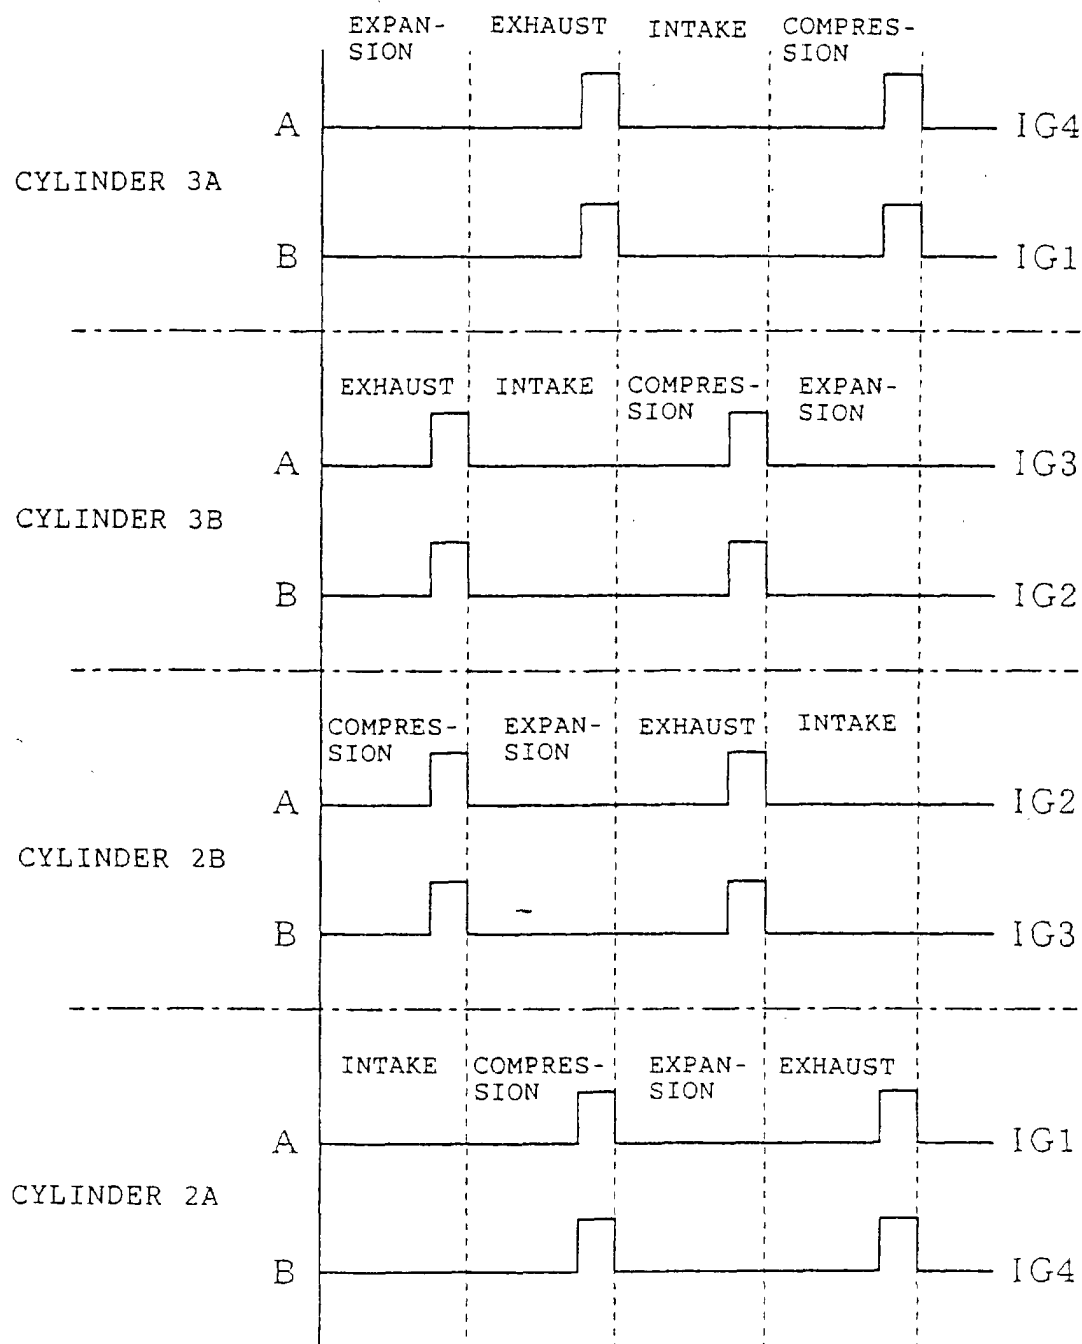 EXPAN-
SION
EXHAUST
INTAKE
COMPRES-
SION
A
IG4
CYLINDER 3A
B
IG1
EXHAUST
INTAKE
COMPRES-
SION
EXPAN-
SION
A
IG3
CYLINDER 3B
B
IG2
COMPRES-
SION
EXPAN-
SION
EXHAUST
INTAKE
A
IG2
CYLINDER 2B
B
IG3
INTAKE
COMPRES-
SION
EXPAN-
SION
EXHAUST
A
IG1
CYLINDER 2A
B
IG4